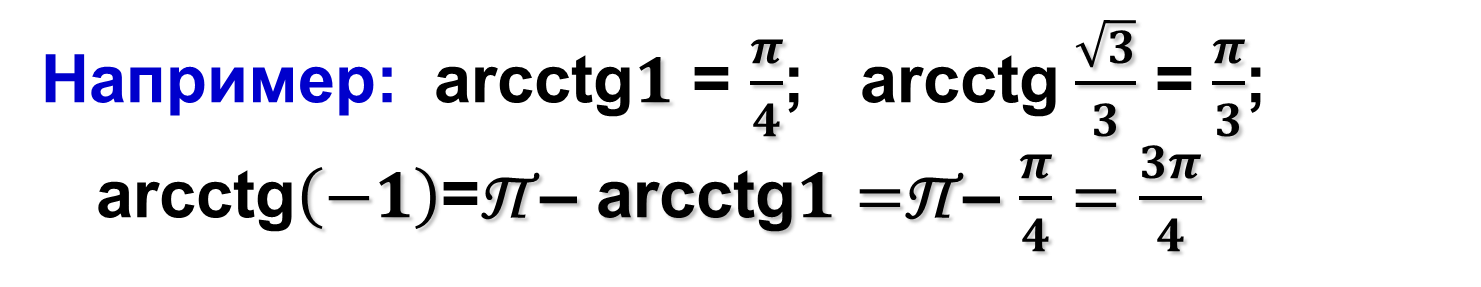 Например: arcctg1 = π/4; arcctg √3/3 = π/3;
arcctg(−1)=π– arcctg1 =π– π/4 = 3π/4